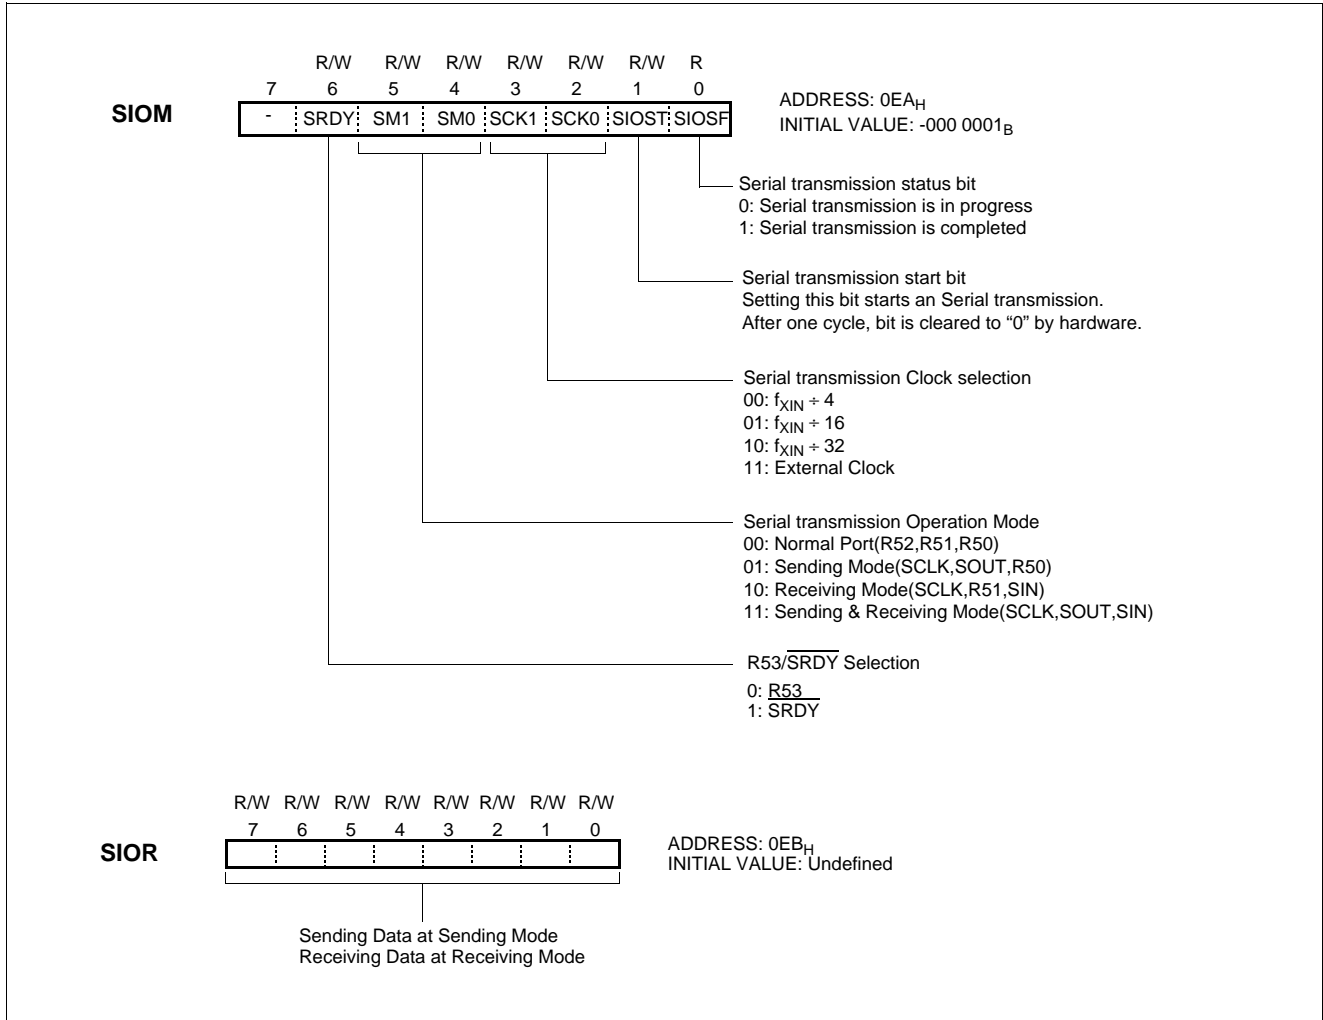 R/W R/W R/W R/W R/W R/W R
7 6 5 4 3 2 1 0
SIOM
- SRDY SM1 SM0 SCK1 SCK0 SIOST SIOSF
ADDRESS: 0EAH
INITIAL VALUE: -000 0001B
Serial transmission status bit
0: Serial transmission is in progress
1: Serial transmission is completed
Serial transmission start bit
Setting this bit starts an Serial transmission.
After one cycle, bit is cleared to “0” by hardware.
Serial transmission Clock selection
00: fXIN ÷ 4
01: fXIN ÷ 16
10: fXIN ÷ 32
11: External Clock
Serial transmission Operation Mode
00: Normal Port(R52,R51,R50)
01: Sending Mode(SCLK,SOUT,R50)
10: Receiving Mode(SCLK,R51,SIN)
11: Sending & Receiving Mode(SCLK,SOUT,SIN)
R53/SRDY Selection
0: R53
1: SRDY
R/W R/W R/W R/W R/W R/W R/W R/W
7 6 5 4 3 2 1 0
SIOR
ADDRESS: 0EBH
INITIAL VALUE: Undefined
Sending Data at Sending Mode
Receiving Data at Receiving Mode